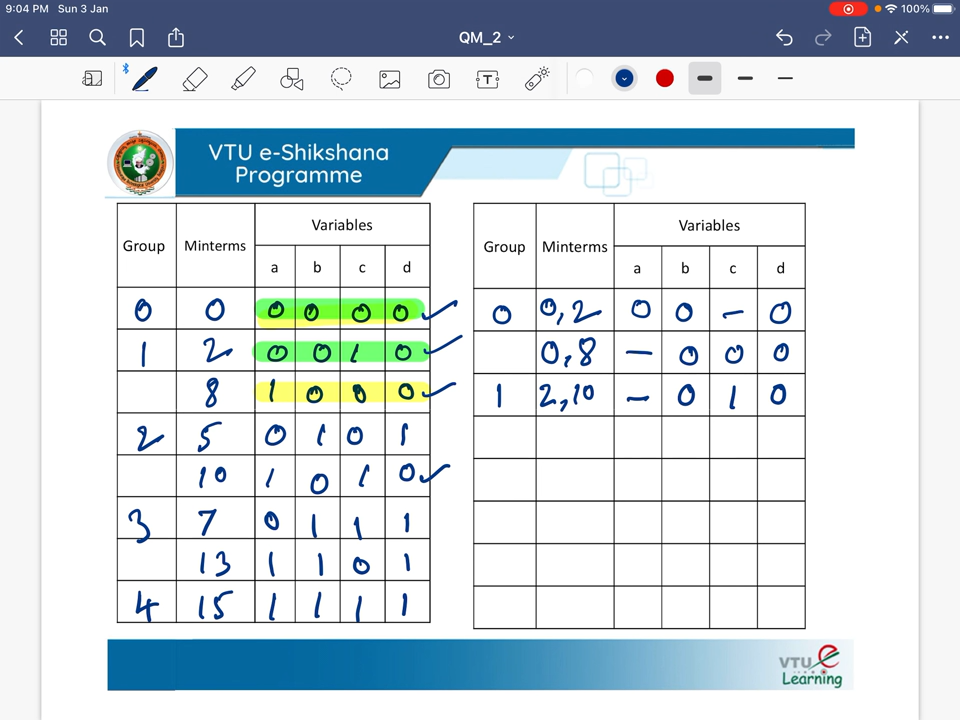 9:04 PM Sun 3 Jan 100%
QM_2
T
VTU e-Shikshana
Programme
Group Minterms Variables
a b c d
0 0 0 0 0 0 ✓
1 2 0 0 1 0 ✓
8 1 0 0 0 ✓
2 5 0 1 0 1
10 1 0 1 0 ✓
3 7 0 1 1 1
13 1 1 0 1
4 15 1 1 1 1
Group Minterms Variables
a b c d
0 0,2 0 0 - 0
0,8 - 0 0 0
1 2,10 - 0 1 0
VTU e
Learning